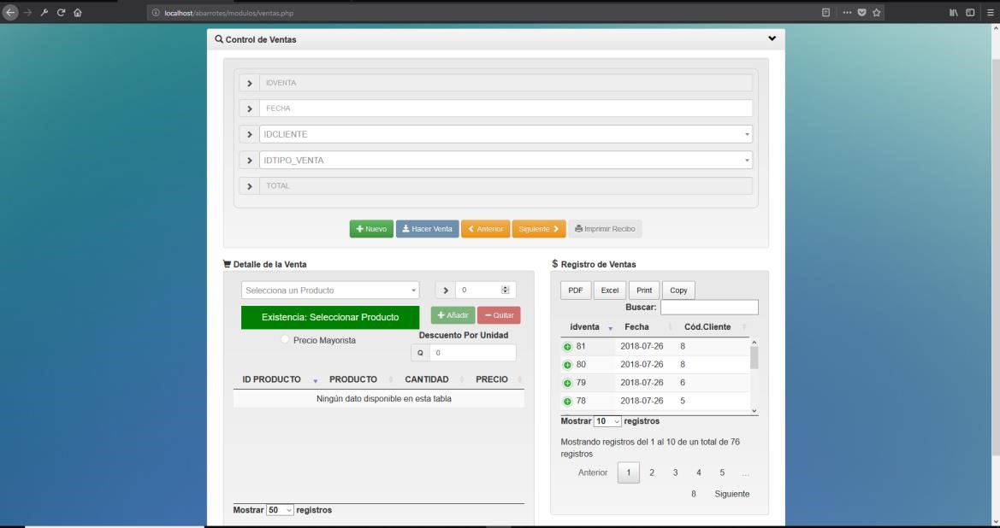 localhost/abarrotes/modulos/ventas.php
Control de Ventas
IDVENTA
FECHA
IDCLIENTE
IDTIPO_VENTA
TOTAL
Nuevo Hacer Venta Anterior Siguiente Imprimir Recibo
Detalle de la Venta
Selecciona un Producto 0
Existencia: Seleccionar Producto Añadir Quitar
Precio Mayorista
Descuento Por Unidad
Q 0
ID PRODUCTO PRODUCTO CANTIDAD PRECIO
Ningún dato disponible en esta tabla
Mostrar 50 registros
$ Registro de Ventas
PDF Excel Print Copy
Buscar:
idventa Fecha Cód.Cliente
81 2018-07-26 8
80 2018-07-26 8
79 2018-07-26 6
78 2018-07-26 5
Mostrar 10 registros
Mostrando registros del 1 al 10 de un total de 76
registros
Anterior 1 2 3 4 5 ...
8 Siguiente